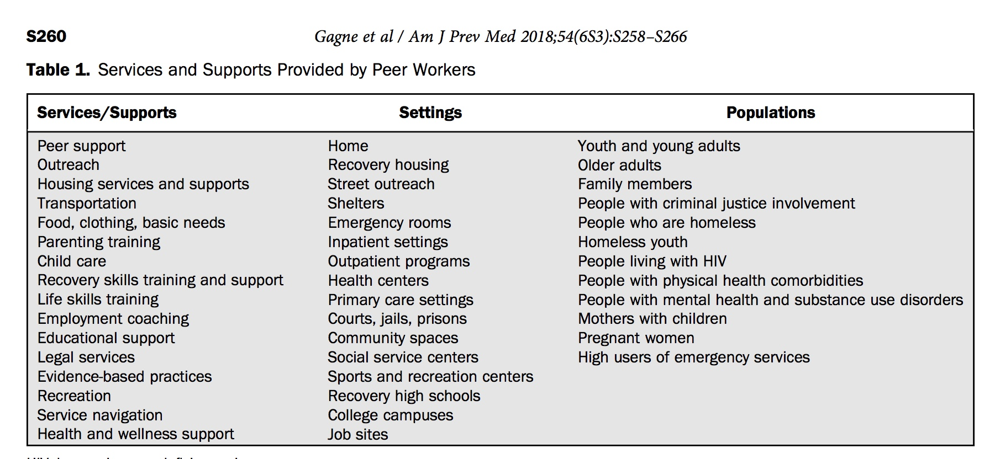 S260 Gagne et al / Am J Prev Med 2018;54(6S3):S258–S266
Table 1. Services and Supports Provided by Peer Workers
Services/Supports Settings Populations
Peer support Home Youth and young adults
Outreach Recovery housing Older adults
Housing services and supports Street outreach Family members
Transportation Shelters People with criminal justice involvement
Food, clothing, basic needs Emergency rooms People who are homeless
Parenting training Inpatient settings Homeless youth
Child care Outpatient programs People living with HIV
Recovery skills training and support Health centers People with physical health comorbidities
Life skills training Primary care settings People with mental health and substance use disorders
Employment coaching Courts, jails, prisons Mothers with children
Educational support Community spaces Pregnant women
Legal services Social service centers High users of emergency services
Evidence-based practices Sports and recreation centers
Recreation Recovery high schools
Service navigation College campuses
Health and wellness support Job sites